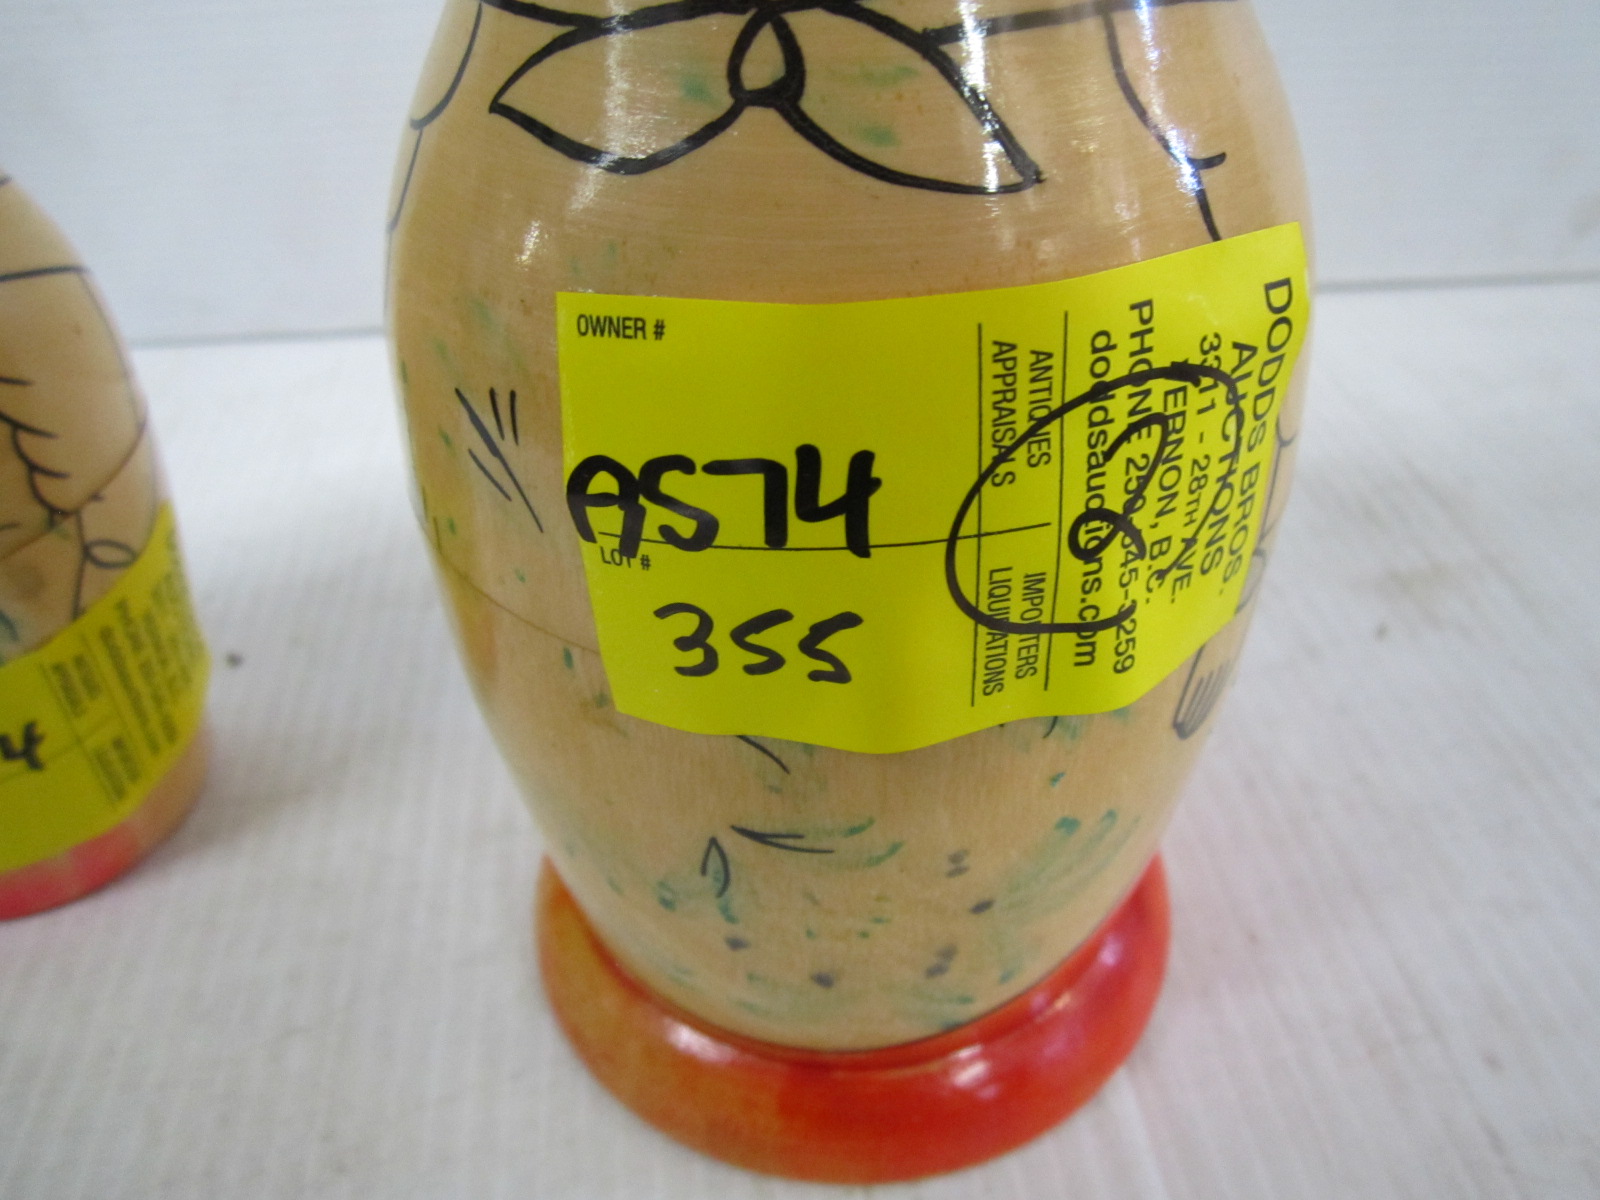 OWNER #
AS74
LOT #
355
DODDS BROS.
AUCTIONS
3311 - 28TH AVE.
VERNON, B.C.
PHONE 250-545-3259
doddsauctions.com
ANTIQUES
IMPORTERS
APPRAISALS
LIQUIDATIONS
4